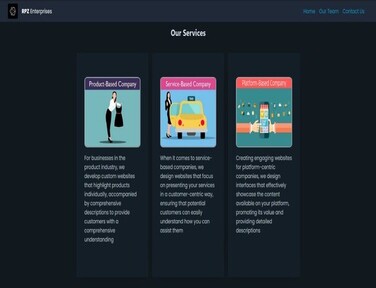 RPZ Enterprises
Home Our Team Contact Us
Our Services
Product-Based Company
For businesses in the
product industry, we
develop custom websites
that highlight products
individually, accompanied
by comprehensive
descriptions to provide
customers with a
comprehensive
understanding
Service-Based Company
When it comes to service-
based companies, we
design websites that focus
on presenting your services
in a customer-centric way,
ensuring that potential
customers can easily
understand how you can
assist them
Platform-Based Company
Creating engaging websites
for platform-centric
companies, we design
interfaces that effectively
showcase the content
available on your platform,
promoting its value and
providing detailed
descriptions